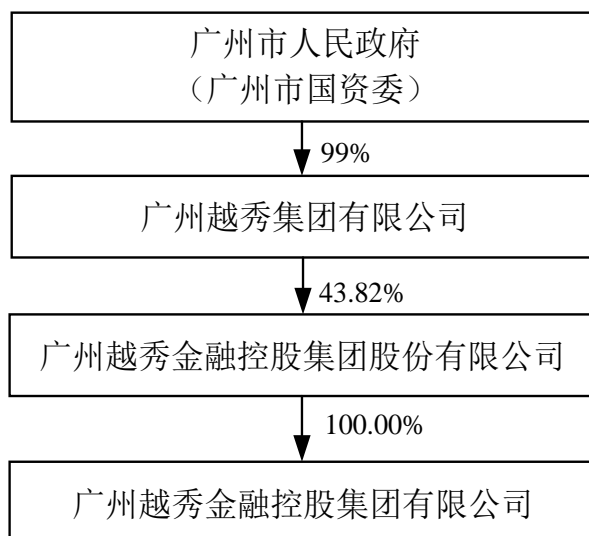 广州市人民政府
（广州市国资委）
99%
广州越秀集团有限公司
43.82%
广州越秀金融控股集团股份有限公司
100.00%
广州越秀金融控股集团有限公司